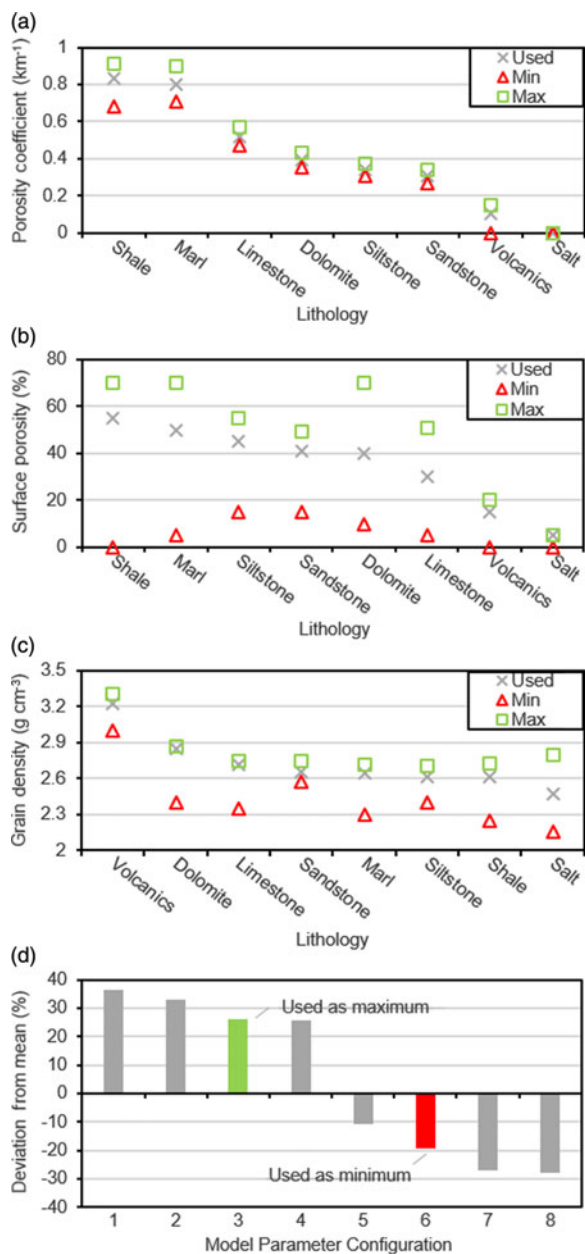 (a)
Porosity coefficient (km⁻¹)
1
0.8
0.6
0.4
0.2
0
Used
Min
Max
Shale
Marl
Limestone
Dolomite
Siltstone
Sandstone
Volcanics
Salt
Lithology
(b)
Surface porosity (%)
80
60
40
20
0
Used
Min
Max
Shale
Marl
Siltstone
Sandstone
Dolomite
Limestone
Volcanics
Salt
Lithology
(c)
Grain density (g cm⁻³)
3.5
3.2
2.9
2.6
2.3
2
Used
Min
Max
Volcanics
Dolomite
Limestone
Sandstone
Marl
Siltstone
Shale
Salt
Lithology
(d)
Deviation from mean (%)
40
30
20
10
0
-10
-20
-30
-40
Used as maximum
Used as minimum
1 2 3 4 5 6 7 8
Model Parameter Configuration